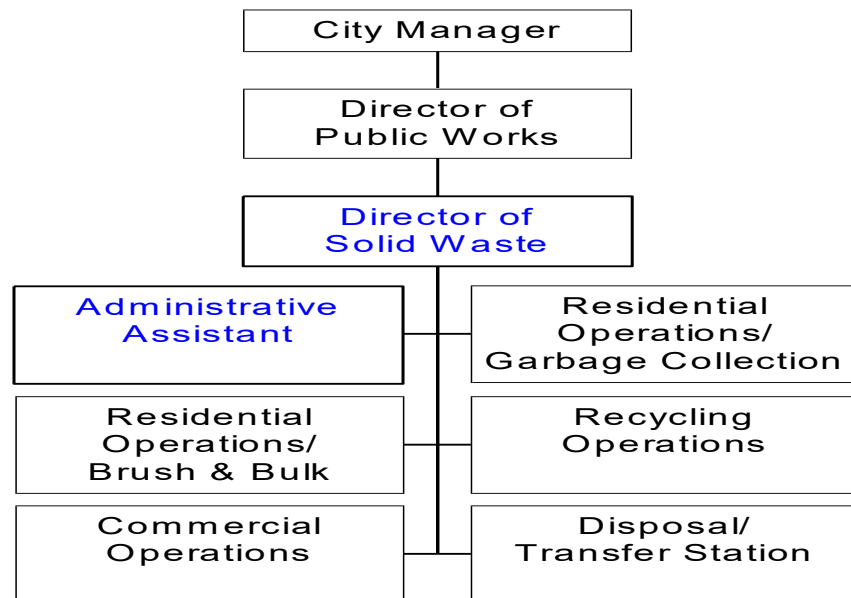 City Manager
Director of
Public Works
Director of
Solid Waste
Administrative
Assistant
Residential
Operations/
Garbage Collection
Residential
Operations/
Brush & Bulk
Recycling
Operations
Commercial
Operations
Disposal/
Transfer Station